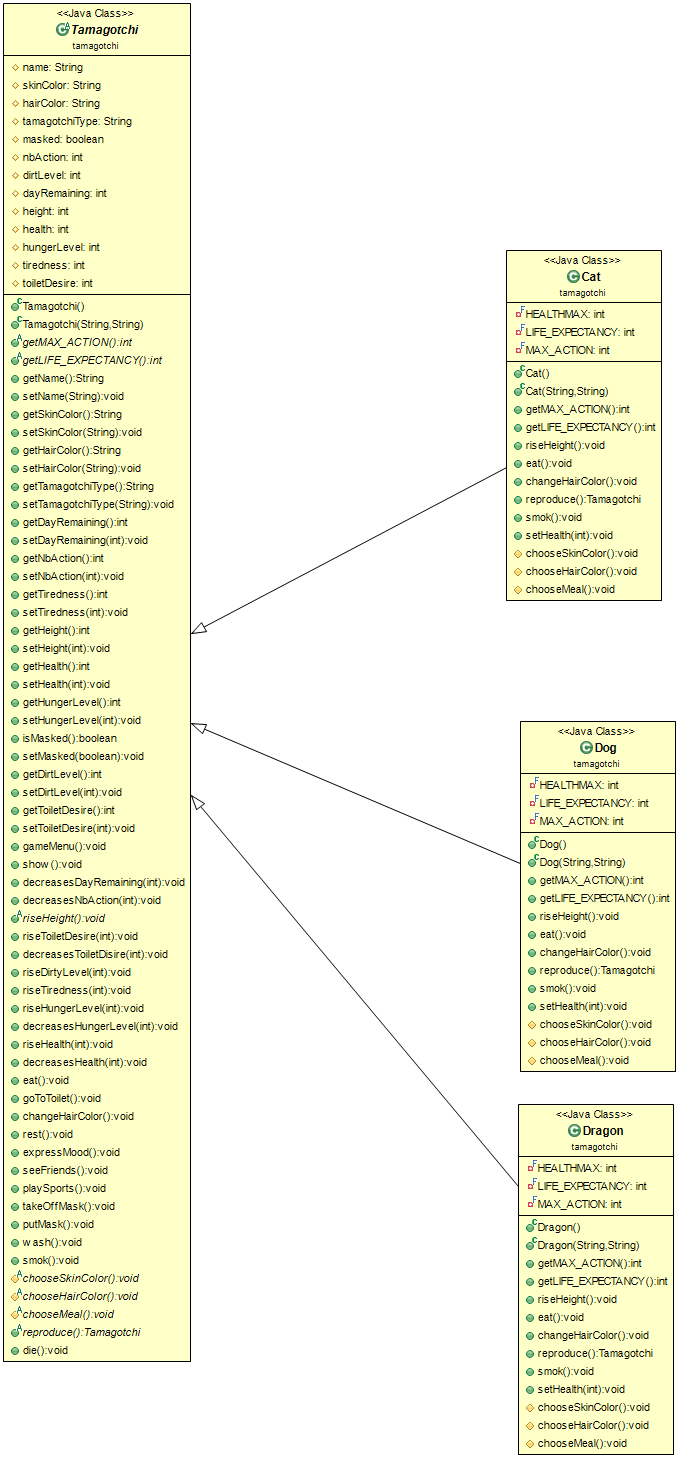 <<Java Class>>
Tamagotchi
tamagotchi
name: String
skinColor: String
hairColor: String
tamagotchiType: String
masked: boolean
nbAction: int
dirtLevel: int
dayRemaining: int
height: int
health: int
hungerLevel: int
tiredness: int
toiletDesire: int
Tamagotchi()
Tamagotchi(String,String)
getMAX_ACTION():int
getLIFE_EXPECTANCY():int
getName():String
setName(String):void
getSkinColor():String
setSkinColor(String):void
getHairColor():String
setHairColor(String):void
getTamagotchiType():String
setTamagotchiType(String):void
getDayRemaining():int
setDayRemaining(int):void
getNbAction():int
setNbAction(int):void
getTiredness():int
setTiredness(int):void
getHeight():int
setHeight(int):void
getHealth():int
setHealth(int):void
getHungerLevel():int
setHungerLevel(int):void
isMasked():boolean
setMasked(boolean):void
getDirtLevel():int
setDirtLevel(int):void
getToiletDesire():int
setToiletDesire(int):void
gameMenu():void
show():void
decreasesDayRemaining(int):void
decreasesNbAction(int):void
riseHeight():void
riseToiletDesire(int):void
decreasesToiletDisire(int):void
riseDirtyLevel(int):void
riseTiredness(int):void
riseHungerLevel(int):void
decreasesHungerLevel(int):void
riseHealth(int):void
decreasesHealth(int):void
eat():void
goToToilet():void
changeHairColor():void
rest():void
expressMood():void
seeFriends():void
playSports():void
takeOffMask():void
putMask():void
wash():void
smok():void
chooseSkinColor():void
chooseHairColor():void
chooseMeal():void
reproduce():Tamagotchi
die():void
<<Java Class>>
Cat
tamagotchi
HEALTHMAX: int
LIFE_EXPECTANCY: int
MAX_ACTION: int
Cat()
Cat(String,String)
getMAX_ACTION():int
getLIFE_EXPECTANCY():int
riseHeight():void
eat():void
changeHairColor():void
reproduce():Tamagotchi
smok():void
setHealth(int):void
chooseSkinColor():void
chooseHairColor():void
chooseMeal():void
<<Java Class>>
Dog
tamagotchi
HEALTHMAX: int
LIFE_EXPECTANCY: int
MAX_ACTION: int
Dog()
Dog(String,String)
getMAX_ACTION():int
getLIFE_EXPECTANCY():int
riseHeight():void
eat():void
changeHairColor():void
reproduce():Tamagotchi
smok():void
setHealth(int):void
chooseSkinColor():void
chooseHairColor():void
chooseMeal():void
<<Java Class>>
Dragon
tamagotchi
HEALTHMAX: int
LIFE_EXPECTANCY: int
MAX_ACTION: int
Dragon()
Dragon(String,String)
getMAX_ACTION():int
getLIFE_EXPECTANCY():int
riseHeight():void
eat():void
changeHairColor():void
reproduce():Tamagotchi
smok():void
setHealth(int):void
chooseSkinColor():void
chooseHairColor():void
chooseMeal():void